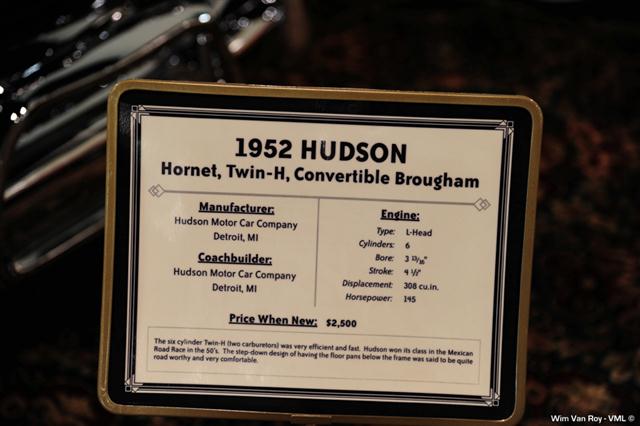 1952 HUDSON
Hornet, Twin-H, Convertible Brougham
Manufacturer:
Hudson Motor Car Company
Detroit, MI
Coachbuilder:
Hudson Motor Car Company
Detroit, MI
Engine:
Type: L-Head
Cylinders: 6
Bore: 3 13/16"
Stroke: 4 1/2"
Displacement: 308 cu.in.
Horsepower: 145
Price When New: $2,500
The six cylinder Twin-H (two carburetors) was very efficient and fast. Hudson won its class in the Mexican
Road Race in the 50's. The step-down design of having the floor pans below the frame was said to be quite
road worthy and very comfortable.
Wim Van Roy - VML ©